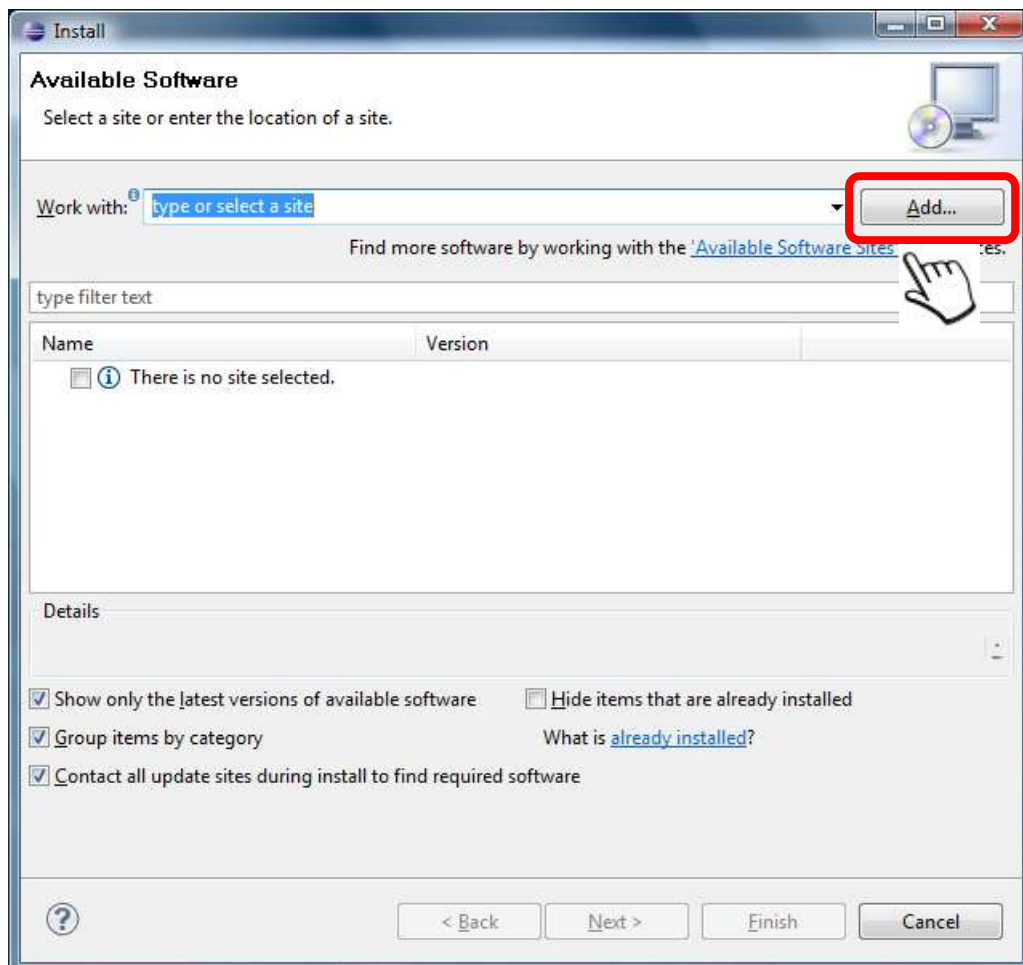 Install
Available Software
Select a site or enter the location of a site.
Work with: type or select a site Add...
Find more software by working with the 'Available Software Sites' ces.
type filter text
Name Version
There is no site selected.
Details
Show only the latest versions of available software Hide items that are already installed
Group items by category What is already installed?
Contact all update sites during install to find required software
< Back Next > Finish Cancel